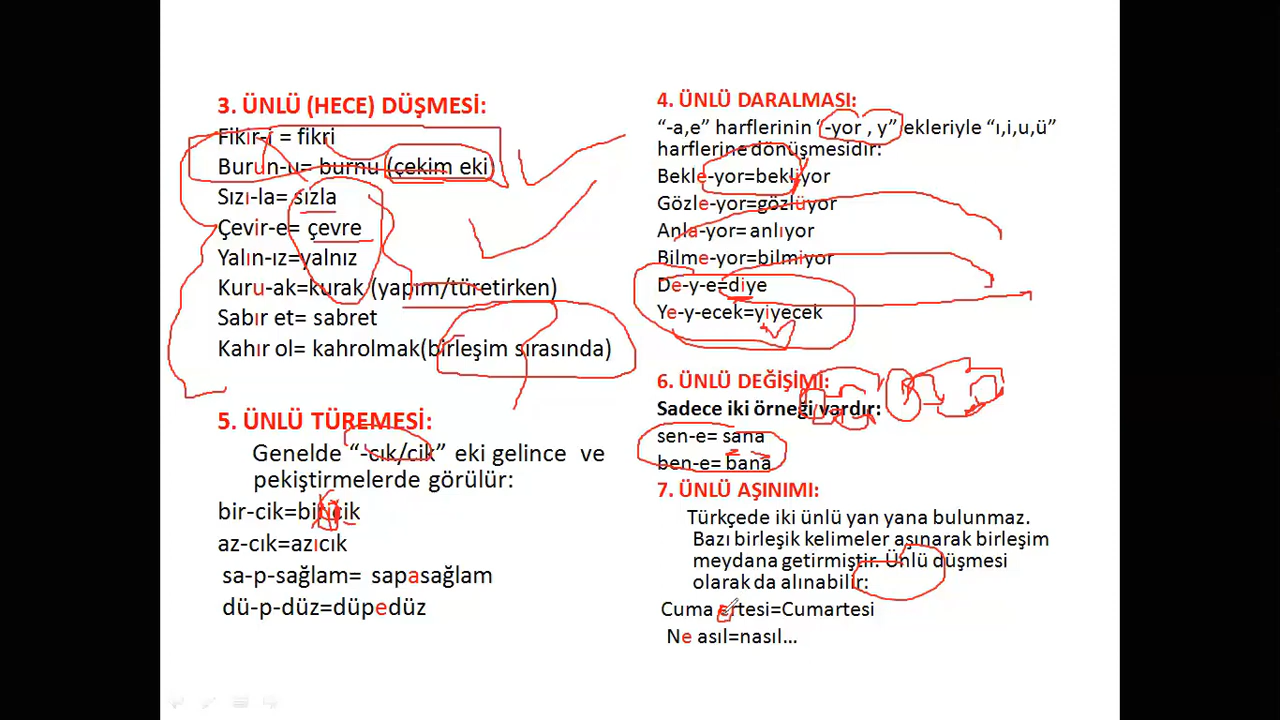 3. ÜNLÜ (HECE) DÜŞMESİ:
Fikir-i = fikri
Burun-u= burnu (çekim eki)
Sızı-la= sızla
Çevir-e= çevre
Yalın-ız=yalnız
Kuru-ak=kurak (yapım/türetirken)
Sabır et= sabret
Kahır ol= kahrolmak(birleşim sırasında)
5. ÜNLÜ TÜREMESİ:
Genelde “-cık/cik” eki gelince ve
pekiştirmelerde görülür:
bir-cik=biricik
az-cık=azıcık
sa-p-sağlam= sapasağlam
dü-p-düz=düpedüz
4. ÜNLÜ DARALMASI:
“-a,e” harflerinin “-yor , y” ekleriyle “ı,i,u,ü”
harflerine dönüşmesidir:
Bekle-yor=bekliyor
Gözle-yor=gözlüyor
Anla-yor= anlıyor
Bilme-yor=bilmiyor
De-y-e=diye
Ye-y-ecek=yiyecek
6. ÜNLÜ DEĞİŞİMİ:
Sadece iki örneği vardır:
sen-e= sana
ben-e= bana
7. ÜNLÜ AŞINIMI:
Türkçede iki ünlü yan yana bulunmaz.
Bazı birleşik kelimeler aşınarak birleşim
meydana getirmiştir. Ünlü düşmesi
olarak da alınabilir:
Cuma ertesi=Cumartesi
Ne asıl=nasıl…